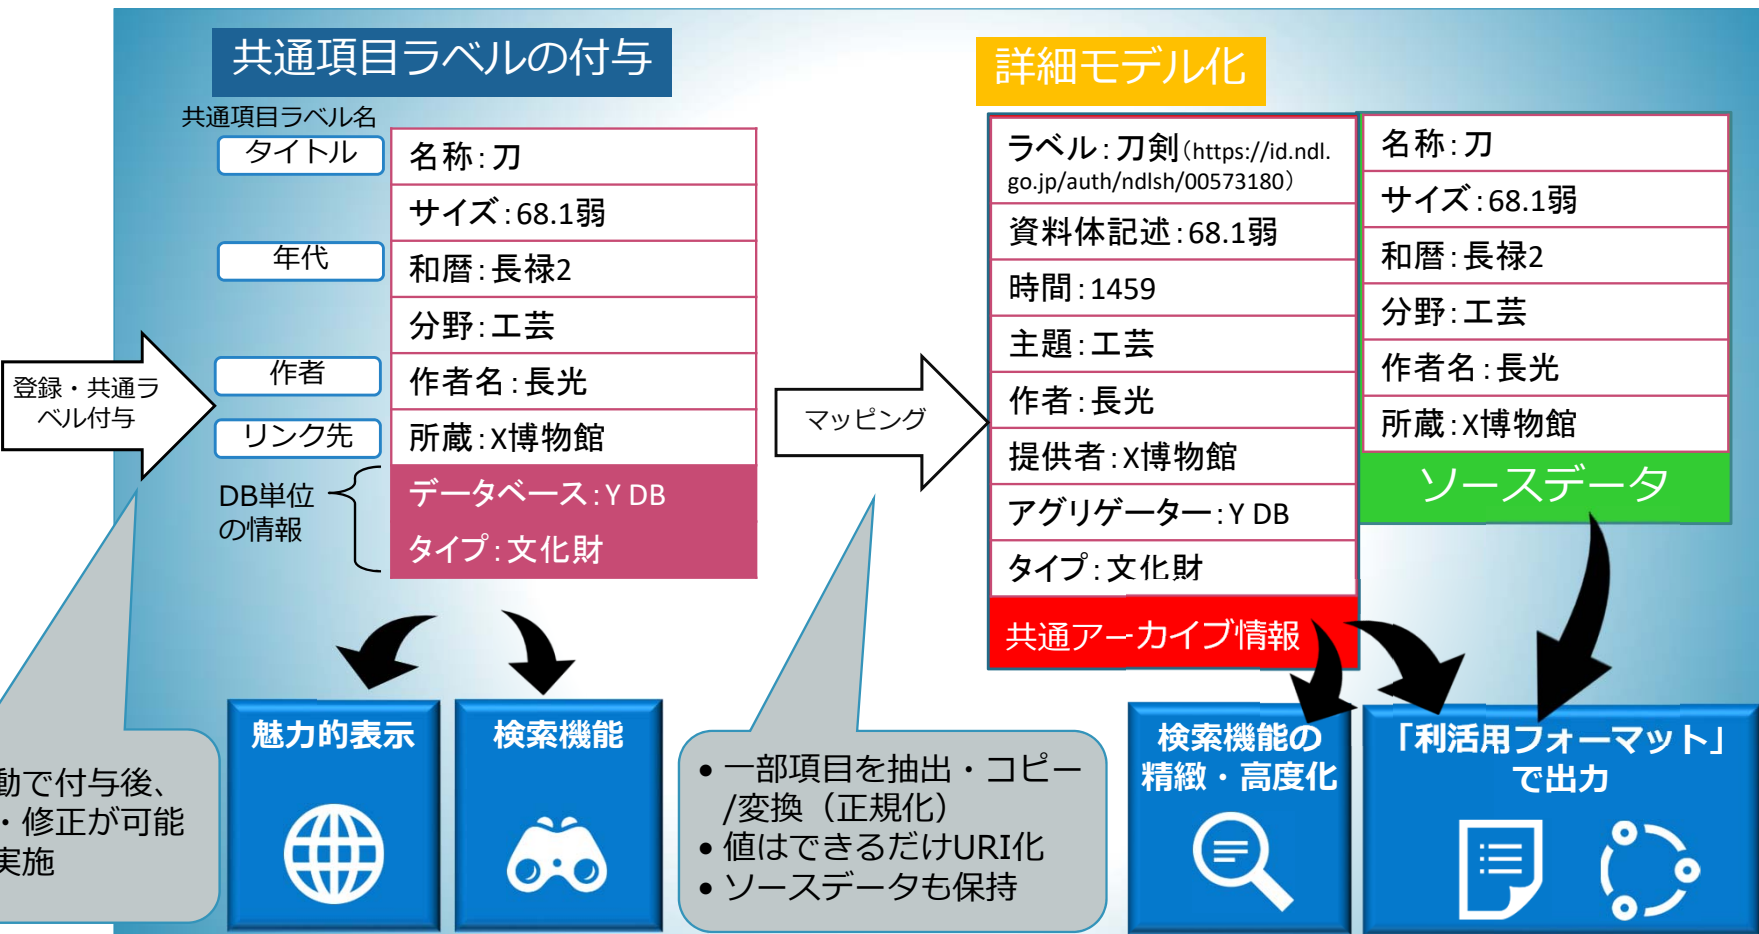 共通項目ラベルの付与
共通項目ラベル名
タイトル
年代
作者
リンク先
DB単位
の情報
名称:刀
サイズ:68.1弱
和暦:長禄2
分野:工芸
作者名:長光
所蔵:X博物館
データベース:Y DB
タイプ:文化財
登録・共通ラ
ベル付与
動で付与後、
・修正が可能
実施
魅力的表示
検索機能
マッピング
• 一部項目を抽出・コピー
/変換（正規化）
• 値はできるだけURI化
• ソースデータも保持
詳細モデル化
ラベル:刀剣（https://id.ndl.
go.jp/auth/ndlsh/00573180）
資料体記述:68.1弱
時間:1459
主題:工芸
作者:長光
提供者:X博物館
アグリゲーター:Y DB
タイプ:文化財
共通アーカイブ情報
名称:刀
サイズ:68.1弱
和暦:長禄2
分野:工芸
作者名:長光
所蔵:X博物館
ソースデータ
検索機能の
精緻・高度化
「利活用フォーマット」
で出力